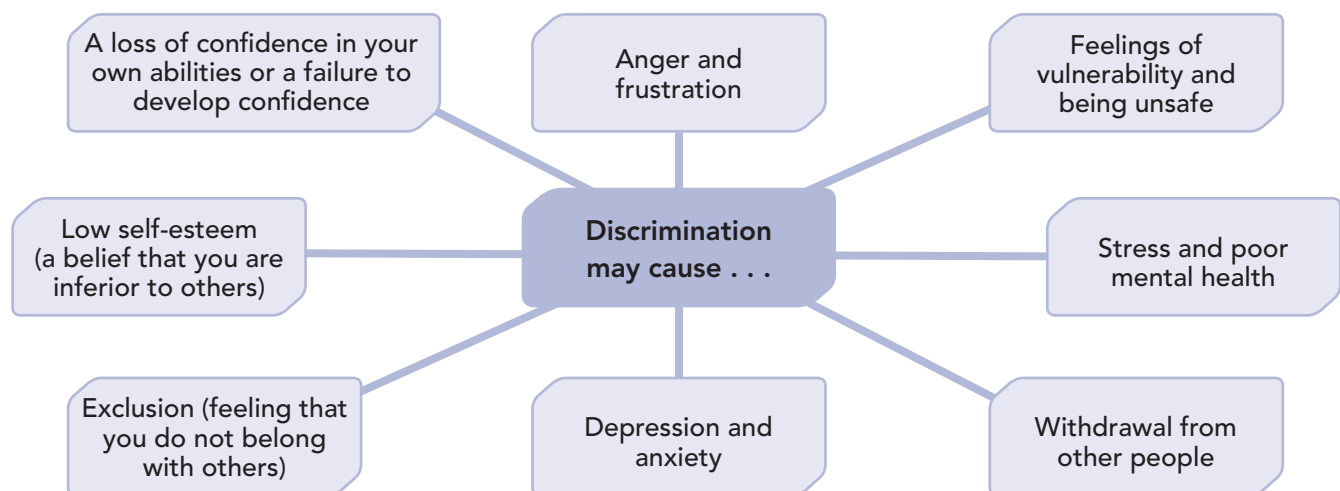 A loss of confidence in your
own abilities or a failure to
develop confidence
Anger and
frustration
Feelings of
vulnerability and
being unsafe
Low self-esteem
(a belief that you are
inferior to others)
Discrimination
may cause . . .
Stress and poor
mental health
Exclusion (feeling that
you do not belong
with others)
Depression and
anxiety
Withdrawal from
other people